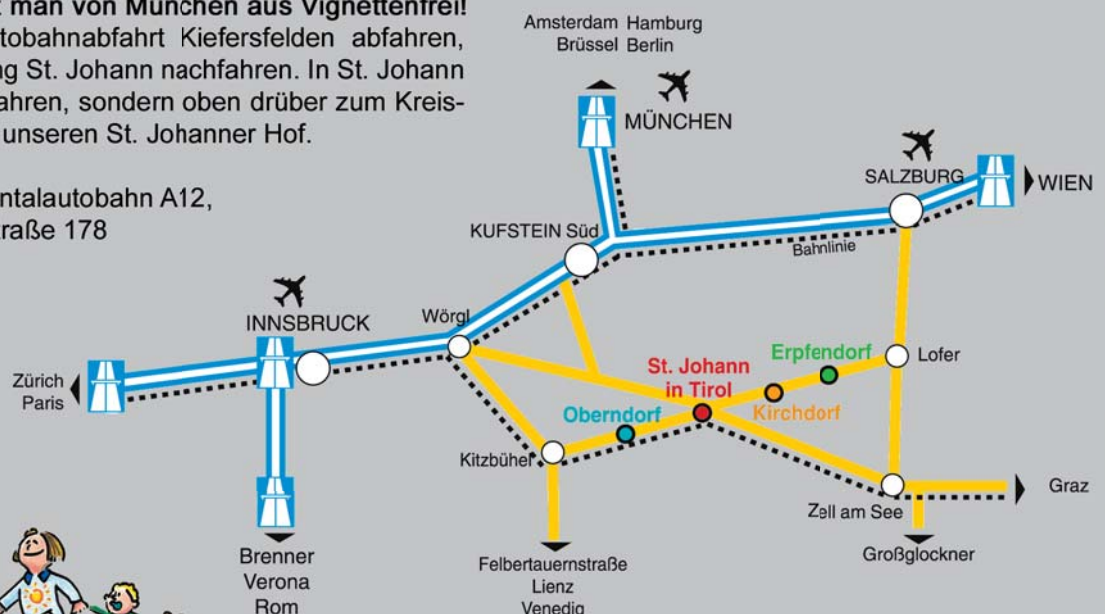 t man von München aus Vignettenfrei!
tobahnabfahrt Kiefersfelden abfahren,
ng St. Johann nachfahren. In St. Johann
ahren, sondern oben drüber zum Kreis-
unseren St. Johanner Hof.
ntalautobahn A12,
traße 178
Amsterdam Hamburg
Brüssel Berlin
MÜNCHEN
SALZBURG
WIEN
KUFSTEIN Süd
Bahnlinie
Wörgl
INNSBRUCK
Zürich
Paris
Lofer
Erpfendorf
St. Johann
in Tirol
Kirchdorf
Oberndorf
Kitzbühel
Zell am See
Graz
Großglockner
Brenner
Verona
Rom
Felbertauernstraße
Lienz
Venedig